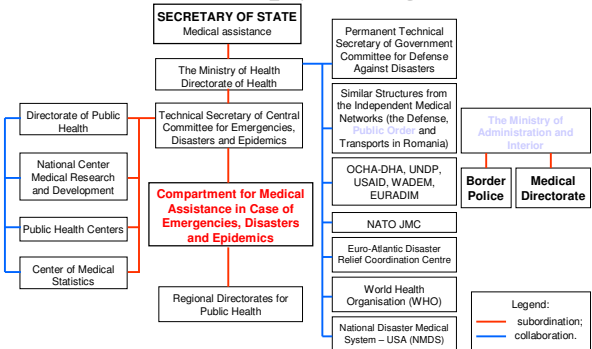 SECRETARY OF STATE
Medical assistance
The Ministry of Health
Directorate of Health
Technical Secretary of Central
Committee for Emergencies,
Disasters and Epidemics
Compartment for Medical
Assistance in Case of
Emergencies, Disasters
and Epidemics
Regional Directorates for
Public Health
Directorate of Public
Health
National Center
Medical Research
and Development
Public Health Centers
Center of Medical
Statistics
Permanent Technical
Secretary of Government
Committee for Defense
Against Disasters
Similar Structures from
the Independent Medical
Networks (the Defense,
Public Order and
Transports in Romania)
OCHA-DHA, UNDP,
USAID, WADEM,
EURADIM
NATO JMC
Euro-Atlantic Disaster
Relief Coordination Centre
World Health
Organisation (WHO)
National Disaster Medical
System – USA (NMDS)
The Ministry of
Administration and
Interior
Border
Police
Medical
Directorate
Legend:
subordination;
collaboration.